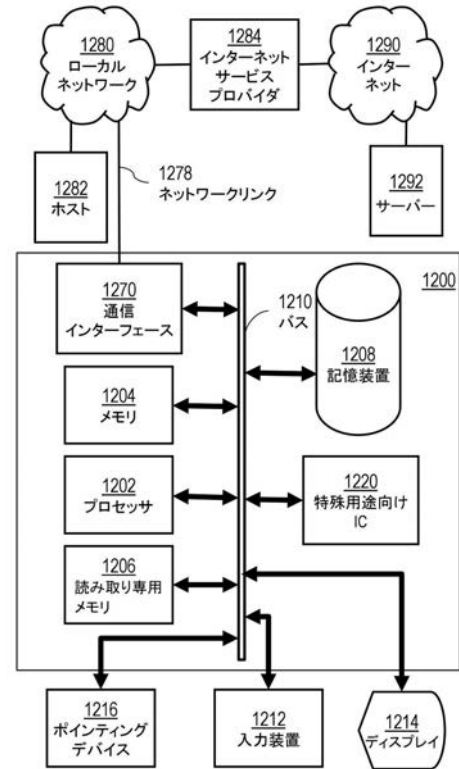 1280
ローカル
ネットワーク
1284
インターネット
サービス
プロバイダ
1290
インター
ネット
1282
ホスト
1278
ネットワークリンク
1292
サーバー
1200
1270
通信
インターフェース
1210
バス
1208
記憶装置
1204
メモリ
1202
プロセッサ
1220
特殊用途向け
IC
1206
読み取り専用
メモリ
1216
ポインティング
デバイス
1212
入力装置
1214
ディスプレイ